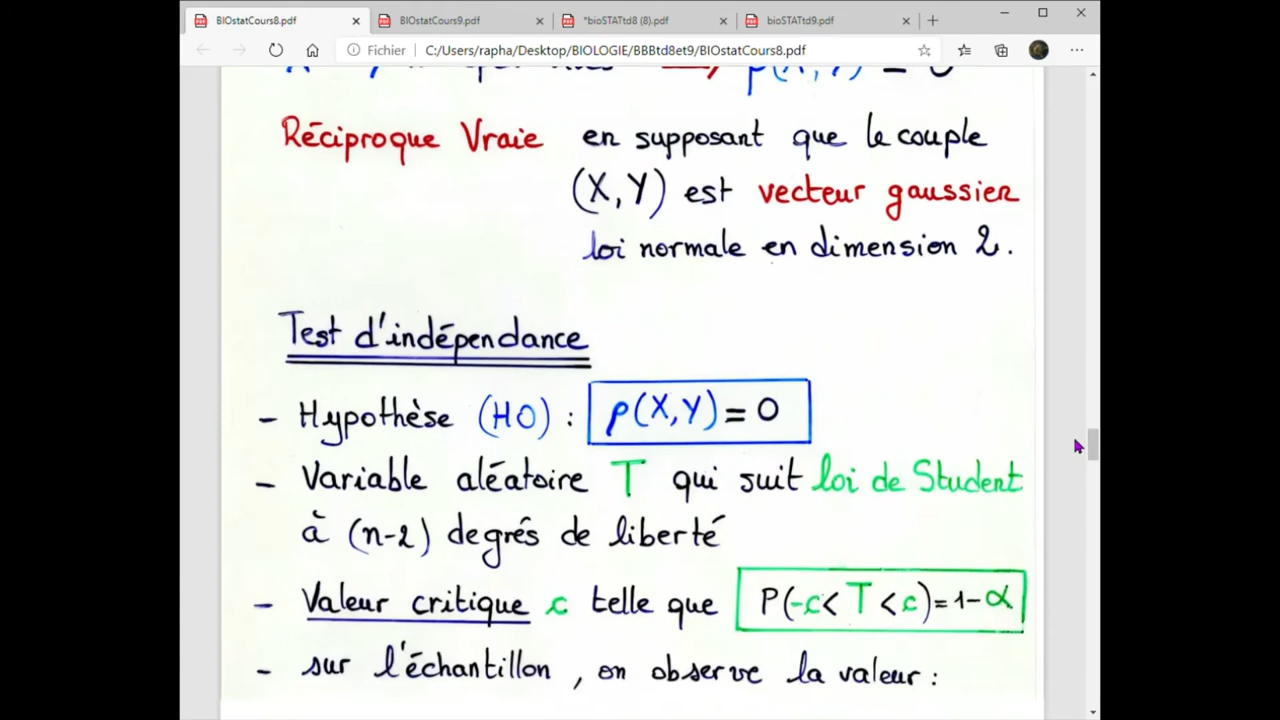 BIOstatCours8.pdf
BIOstatCours9.pdf
*bioSTATtd8 (8).pdf
bioSTATtd9.pdf
Fichier
C:/Users/rapha/Desktop/BIOLOGIE/BBBtd8et9/BIOstatCours8.pdf
Réciproque Vraie en supposant que le couple
(X,Y) est vecteur gaussien
loi normale en dimension 2.
Test d'indépendance
- Hypothèse (H0) : ρ(X,Y) = 0
- Variable aléatoire T qui suit loi de Student
à (n-2) degrés de liberté
- Valeur critique c telle que P(-c< T < c)=1-α
- sur l'échantillon, on observe la valeur :